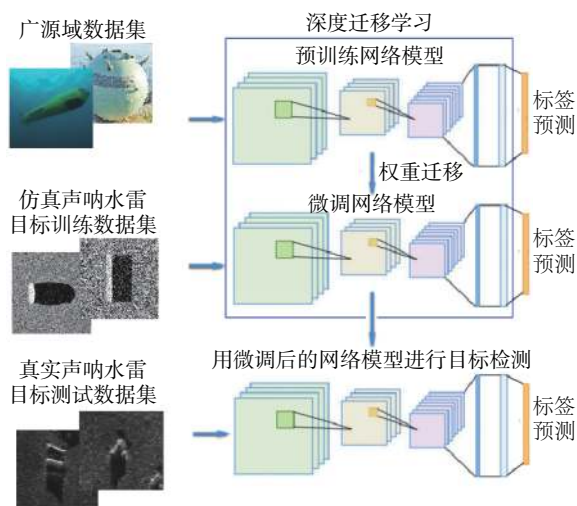 广源域数据集
深度迁移学习
预训练网络模型
标签
预测
权重迁移
仿真声呐水雷
目标训练数据集
微调网络模型
标签
预测
真实声呐水雷
目标测试数据集
用微调后的网络模型进行目标检测
标签
预测